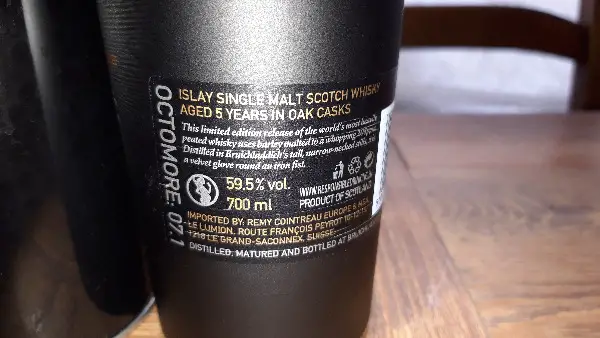 OCTOMORE: 07.1
ISLAY SINGLE MALT SCOTCH WHISKY
AGED 5 YEARS IN OAK CASKS
This limited edition release of the world's most heavily
peated whisky uses barley malted to a whopping 208ppm.
Distilled in Bruichladdich's tall, narrow-necked stills,
a velvet glove round an iron fist.
59.5% vol.
700 ml
PRODUCT OF SCOTLAND
IMPORTED BY: REMY COINTREAU EUROPE & MEA,
LE LUMION, ROUTE FRANÇOIS PEYROT
1218 LE GRAND-SACONNEX, SUISSE.
DISTILLED, MATURED AND BOTTLED AT